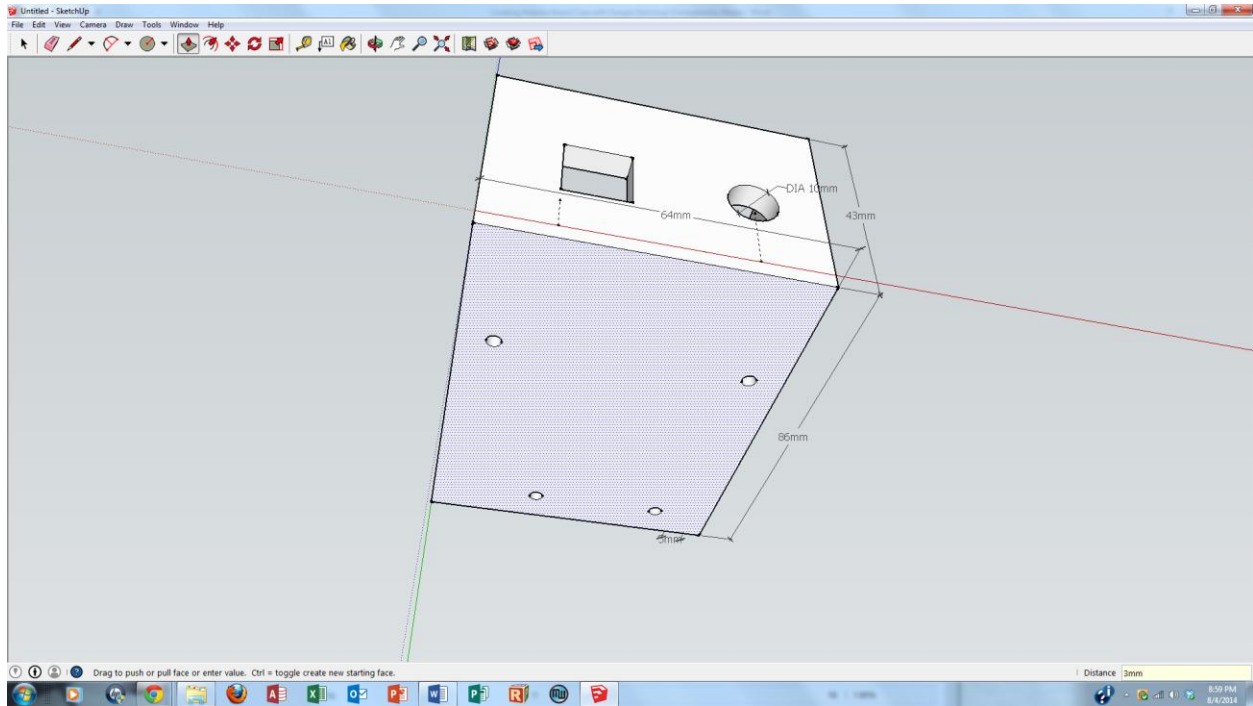 Untitled - SketchUp
File Edit View Camera Draw Tools Window Help
DIA 10mm
64mm
43mm
86mm
Drag to push or pull face or enter value. Ctrl = toggle create new starting face.
Distance 3mm
8:59 PM
8/4/2014